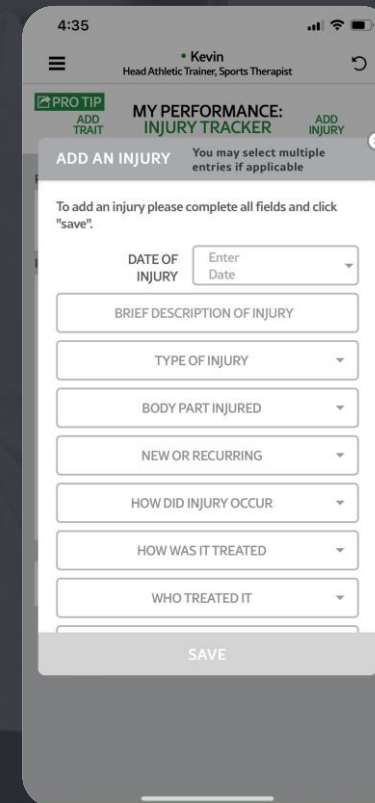 4:35
• Kevin
Head Athletic Trainer, Sports Therapist
PRO TIP
ADD
TRAIT
MY PERFORMANCE:
INJURY TRACKER
ADD
INJURY
ADD AN INJURY
You may select multiple
entries if applicable
To add an injury please complete all fields and click
"save".
DATE OF
INJURY
Enter
Date
BRIEF DESCRIPTION OF INJURY
TYPE OF INJURY
BODY PART INJURED
NEW OR RECURRING
HOW DID INJURY OCCUR
HOW WAS IT TREATED
WHO TREATED IT
SAVE